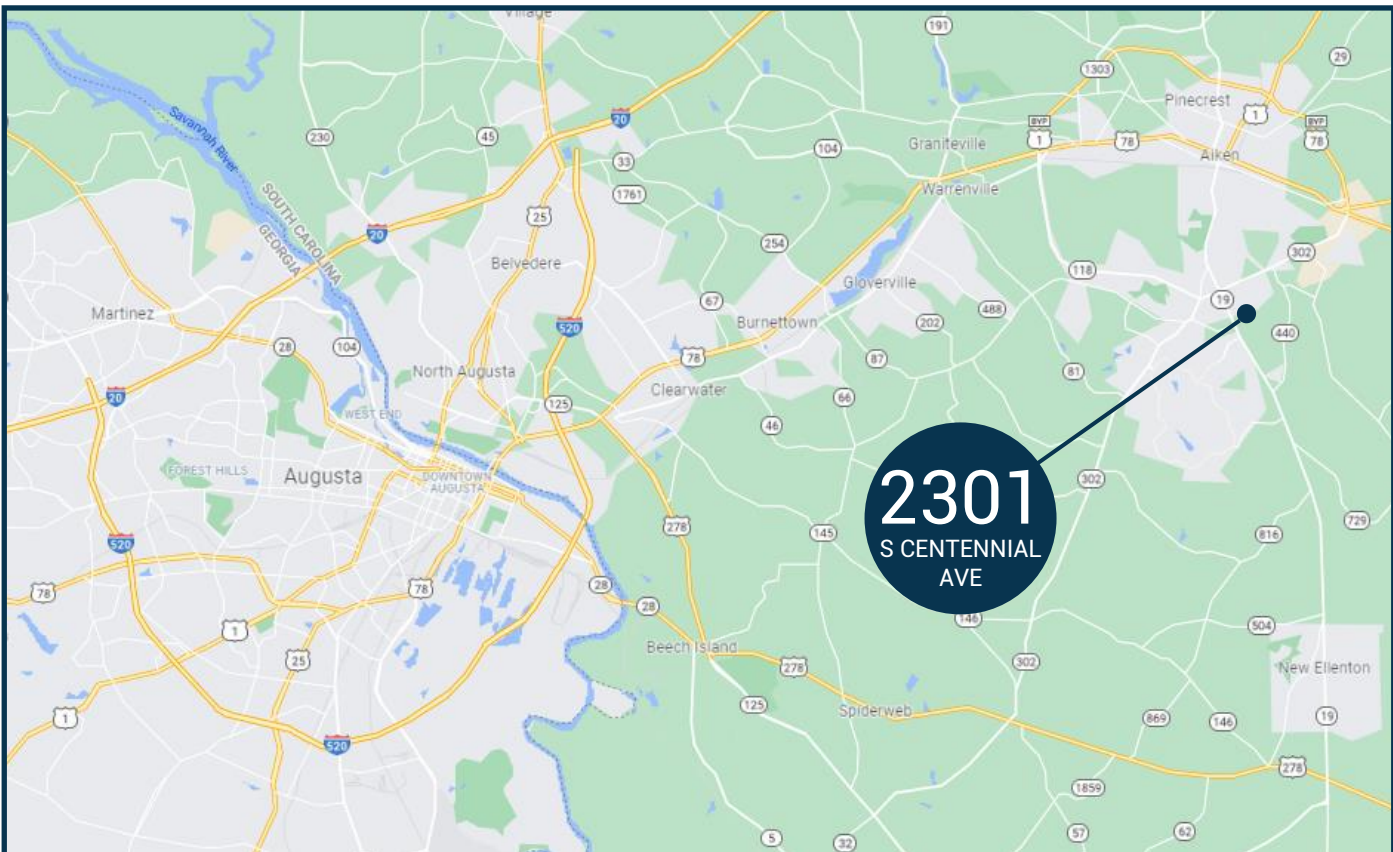 Village
191
29
1303
Pinecrest
20
BYP
1
1
BYP
78
Savannah River
230
45
104
Graniteville
78
Aiken
33
Warrenville
1761
SOUTH CAROLINA
GEORGIA
25
20
254
302
Belvedere
118
Gloverville
67
19
Martinez
488
Burnettown
202
520
440
28
104
78
87
North Augusta
81
Clearwater
20
125
66
WEST END
46
FOREST HILLS
Augusta
DOWNTOWN
AUGUSTA
302
2301
S CENTENNIAL
AVE
278
145
729
816
520
78
78
28
28
146
504
1
Beech Island
25
302
278
New Ellenton
125
Spiderweb
1
869
146
19
520
278
1859
5
32
57
62